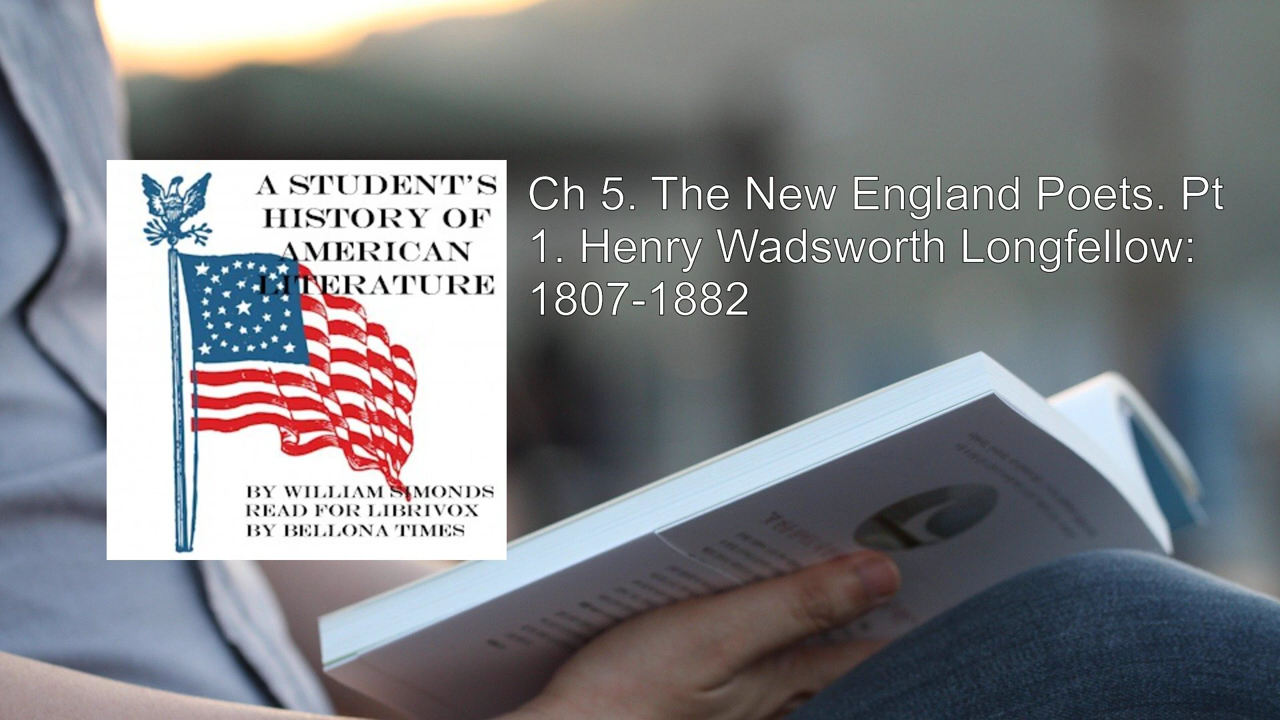 A STUDENT'S
HISTORY OF
AMERICAN
LITERATURE
BY WILLIAM SIMONDS
READ FOR LIBRIVOX
BY BELLONA TIMES
Ch 5. The New England Poets. Pt
1. Henry Wadsworth Longfellow:
1807-1882